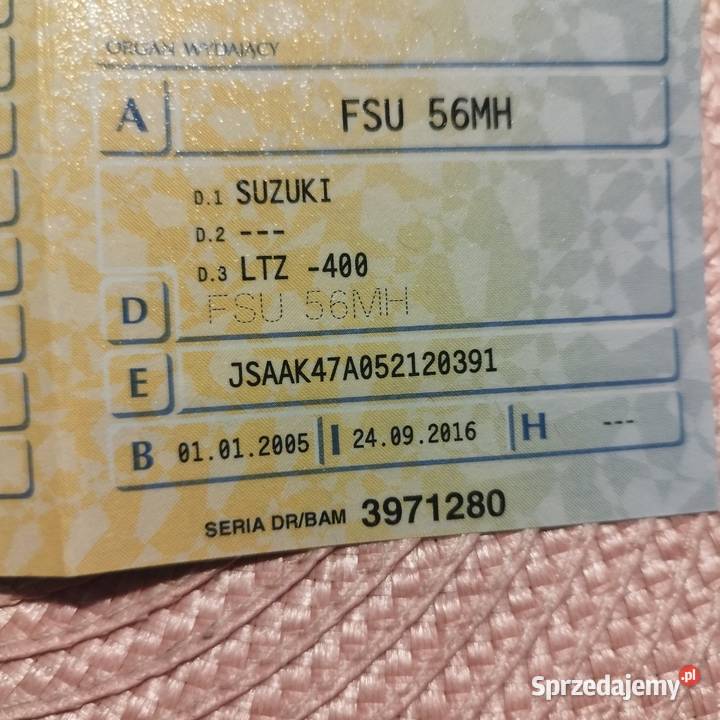 ORGAN WYDAJĄCY
A FSU 56MH
D.1 SUZUKI
D.2 ---
D.3 LTZ -400
D FSU 56MH
E JSAAK47A052120391
B 01.01.2005 I 24.09.2016 H ---
SERIA DR/BAM 3971280
Sprzedajemy.pl